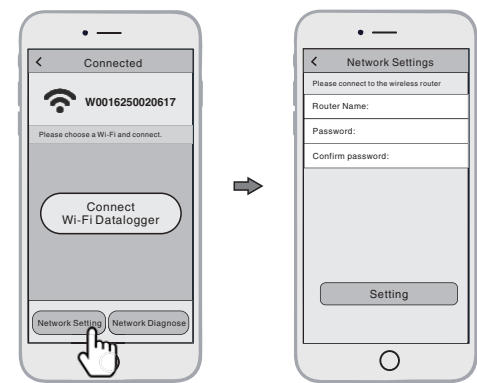 Connected
W0016250020617
Please choose a Wi-Fi and connect.
Connect
Wi-Fi Datalogger
Network Setting
Network Diagnose
Network Settings
Please connect to the wireless router
Router Name:
Password:
Confirm password:
Setting